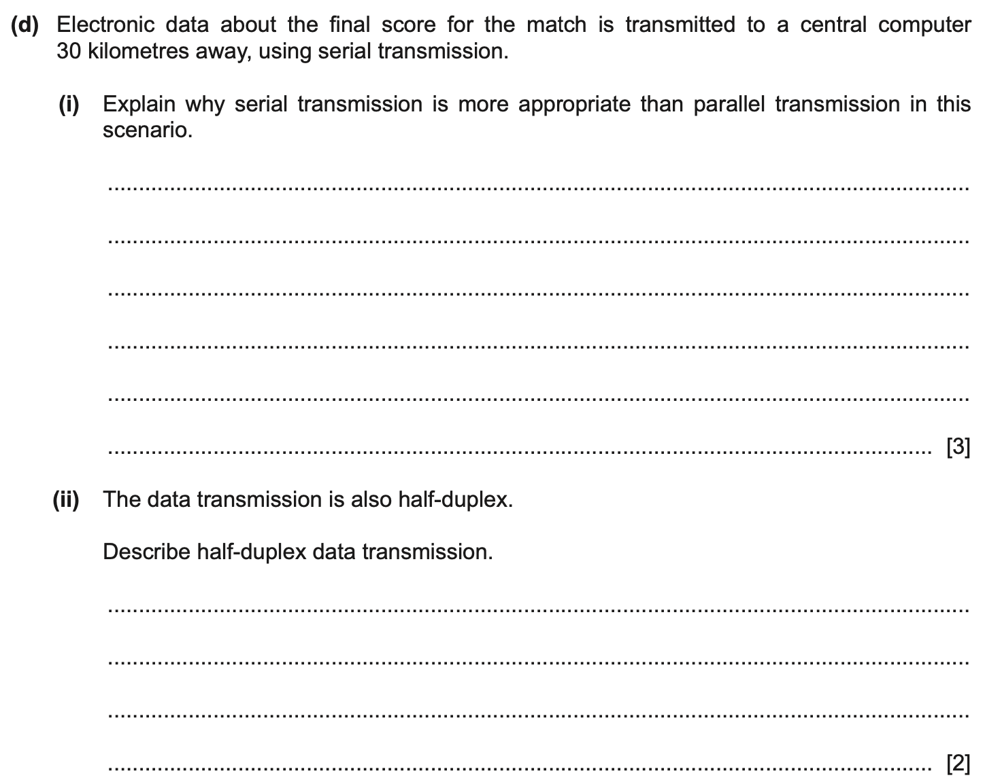 (d) Electronic data about the final score for the match is transmitted to a central computer
30 kilometres away, using serial transmission.
(i) Explain why serial transmission is more appropriate than parallel transmission in this
scenario.
[3]
(ii) The data transmission is also half-duplex.
Describe half-duplex data transmission.
[2]